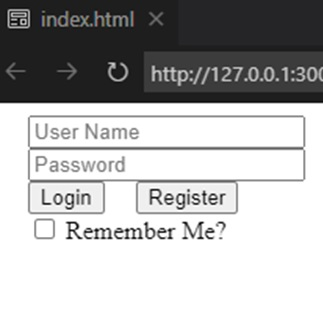 index.html
http://127.0.0.1:300
User Name
Password
Login Register
Remember Me?